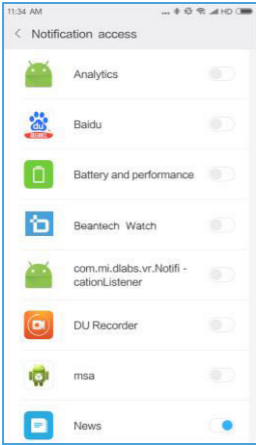 11:34 AM ... HD
< Notification access
Analytics
Baidu
Battery and performance
Beantech Watch
com.mi.dlabs.vr.Notifi -
cationListener
DU Recorder
msa
News